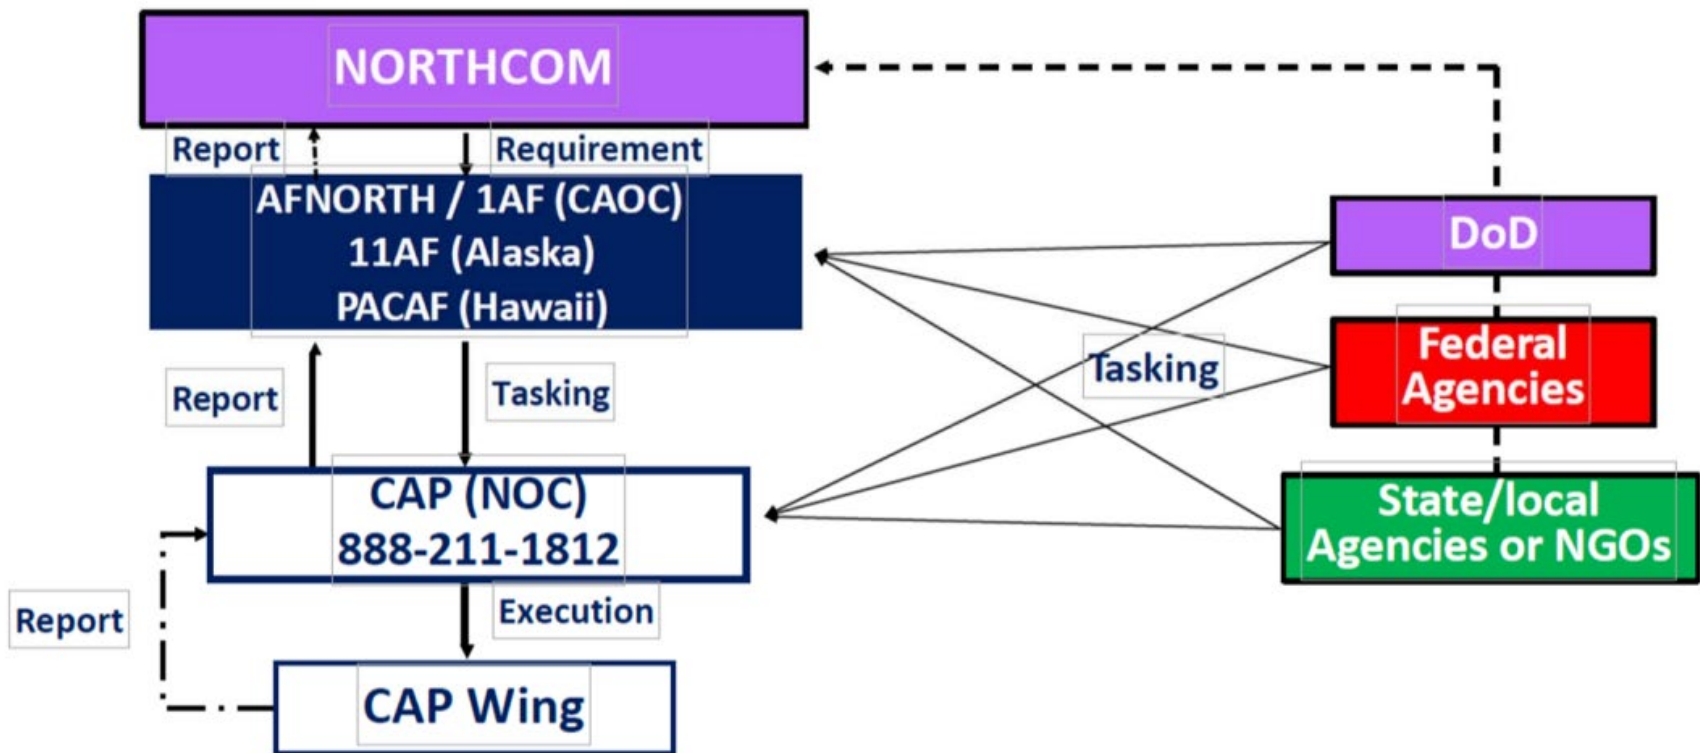 NORTHCOM
Report
Requirement
AFNORTH / 1AF (CAOC)
11AF (Alaska)
PACAF (Hawaii)
Report
Tasking
CAP (NOC)
888-211-1812
Report
Execution
CAP Wing
Tasking
DoD
Federal
Agencies
State/local
Agencies or NGOs